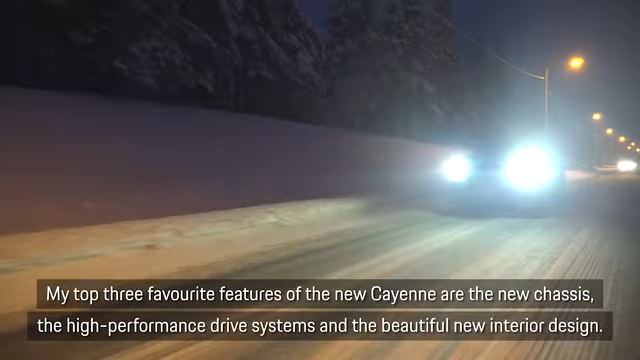 My top three favourite features of the new Cayenne are the new chassis,
the high-performance drive systems and the beautiful new interior design.